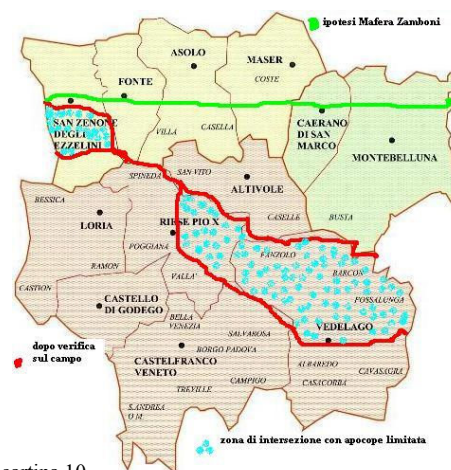 ipotesi Mafera Zamboni
ASOLO
MASER
COSTE
FONTE
SAN ZENONE
DEGLI
EZZELINI
VILLA
CASELLA
CAERANO
DI SAN
MARCO
MONTEBELLUNA
SPINEDA
SAN VITO
ALTIVOLE
BESSICA
LORIA
RIESE PIO X
CASELLE
BUSTA
POGGIANA
FANZOLO
BARCON
RAMON
VALLA'
CASTION
FOSSALUNGA
CASTELLO
DI GODEGO
BELLA
VENEZIA
SALVAROSA
VEDELAGO
dopo verifica
sul campo
BORGO PADOVA
CASTELFRANCO
VENETO
ALBAREDO
CAVASAGRA
CAMPIGO
CASACORBA
TREVILLE
S.ANDREA
O M.
zona di intersezione con apocope limitata
cartina 10